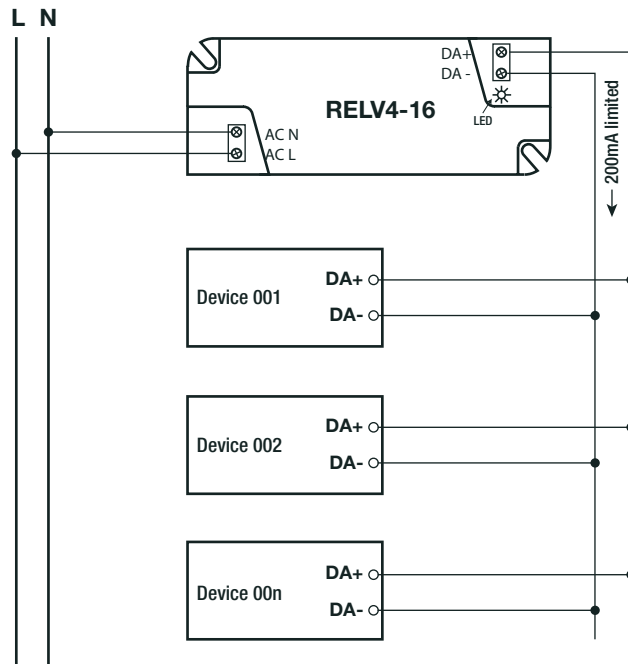 L N
DA+
DA -
RELV4-16
LED
AC N
AC L
200mA limited
Device 001
DA+
DA-
Device 002
DA+
DA-
Device 00n
DA+
DA-